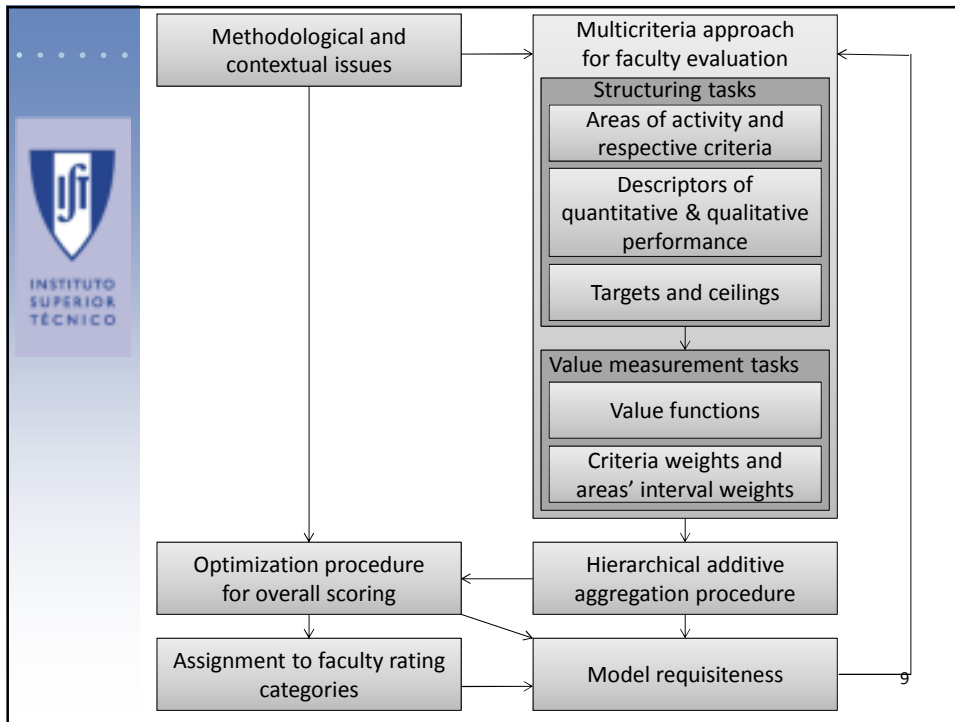 Methodological and
contextual issues
Multicriteria approach
for faculty evaluation
Structuring tasks
Areas of activity and
respective criteria
Descriptors of
quantitative & qualitative
performance
Targets and ceilings
Value measurement tasks
Value functions
Criteria weights and
areas' interval weights
Optimization procedure
for overall scoring
Hierarchical additive
aggregation procedure
Assignment to faculty rating
categories
Model requisiteness
9
IST
INSTITUTO
SUPERIOR
TÉCNICO